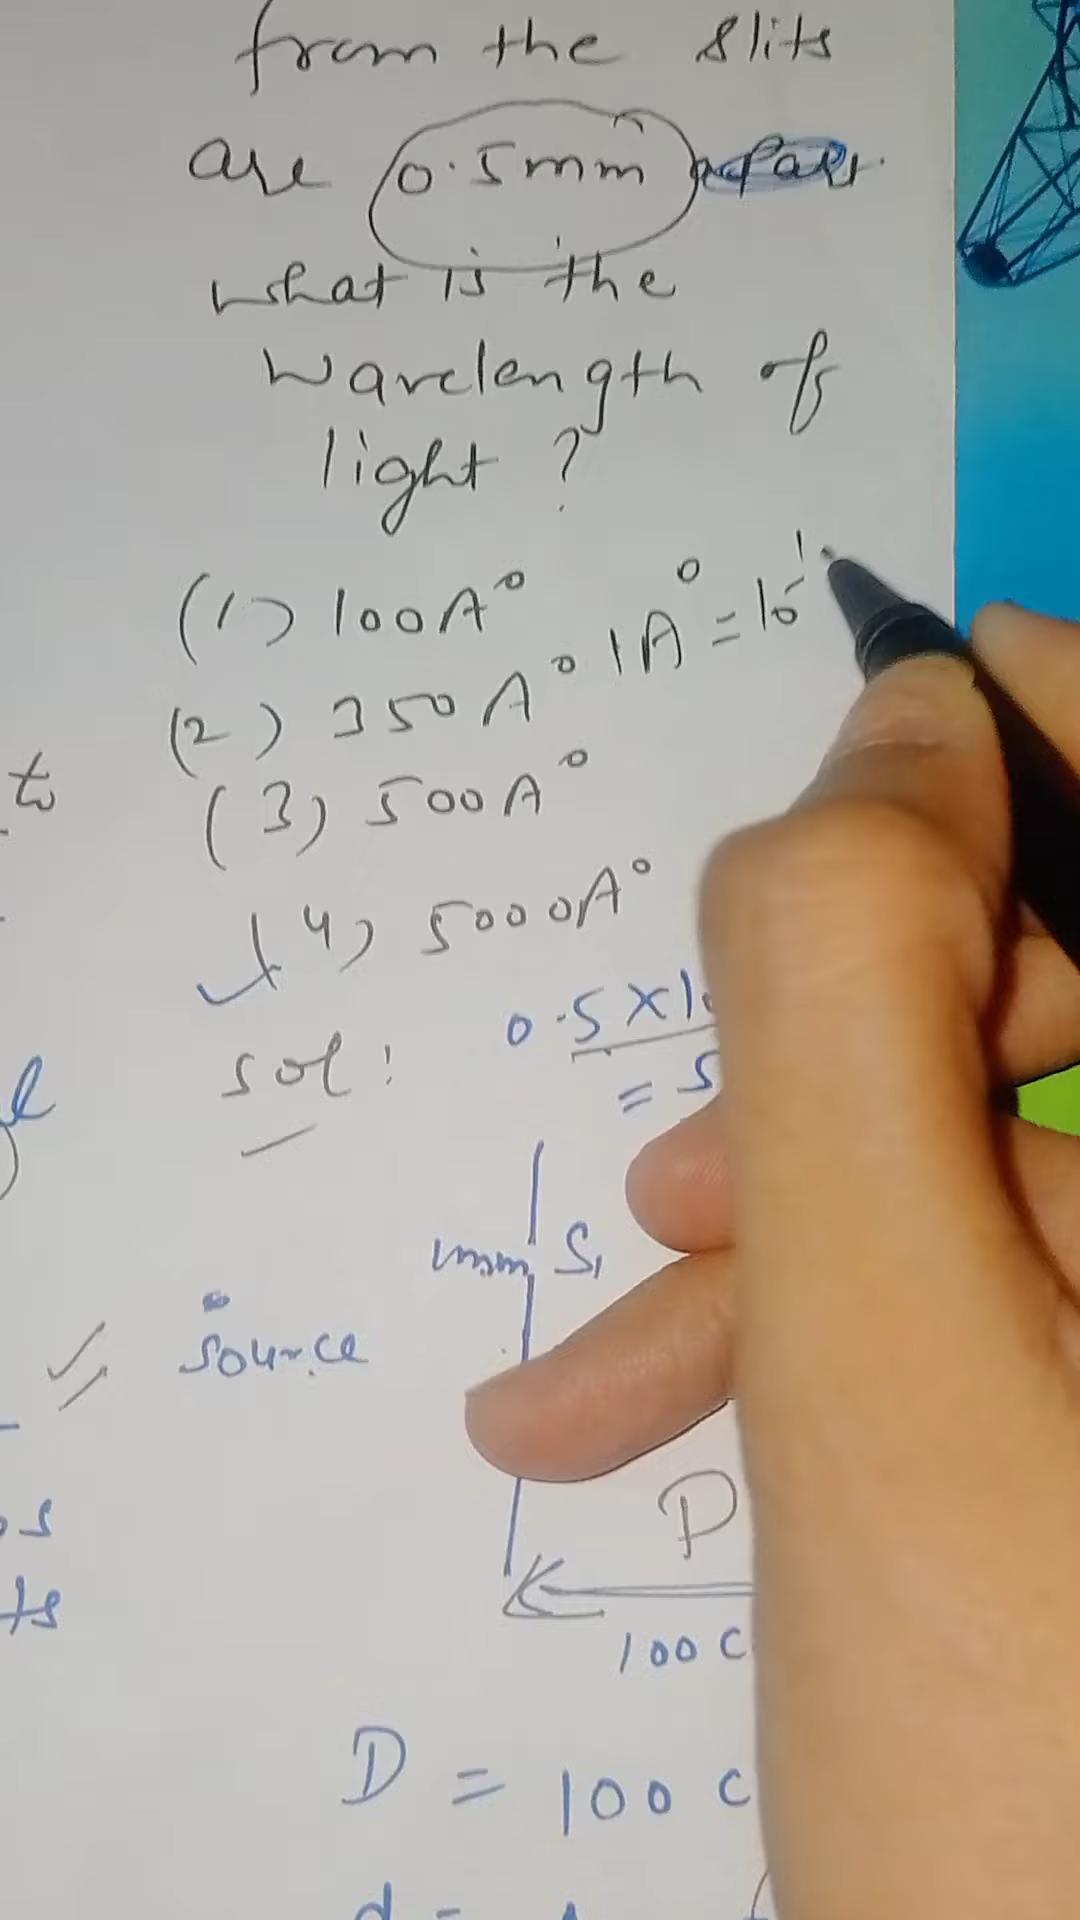 from the slits
are 0.5mm apart.
what is the
wavelength of
light ?
(1) 100A°
1A° = 10
(2) 350A°
(3) 500A°
(4) 5000A°
sol :
0.5 X 1
= 5
1mm S1
source
D
100 c
D = 100 c
d =
to